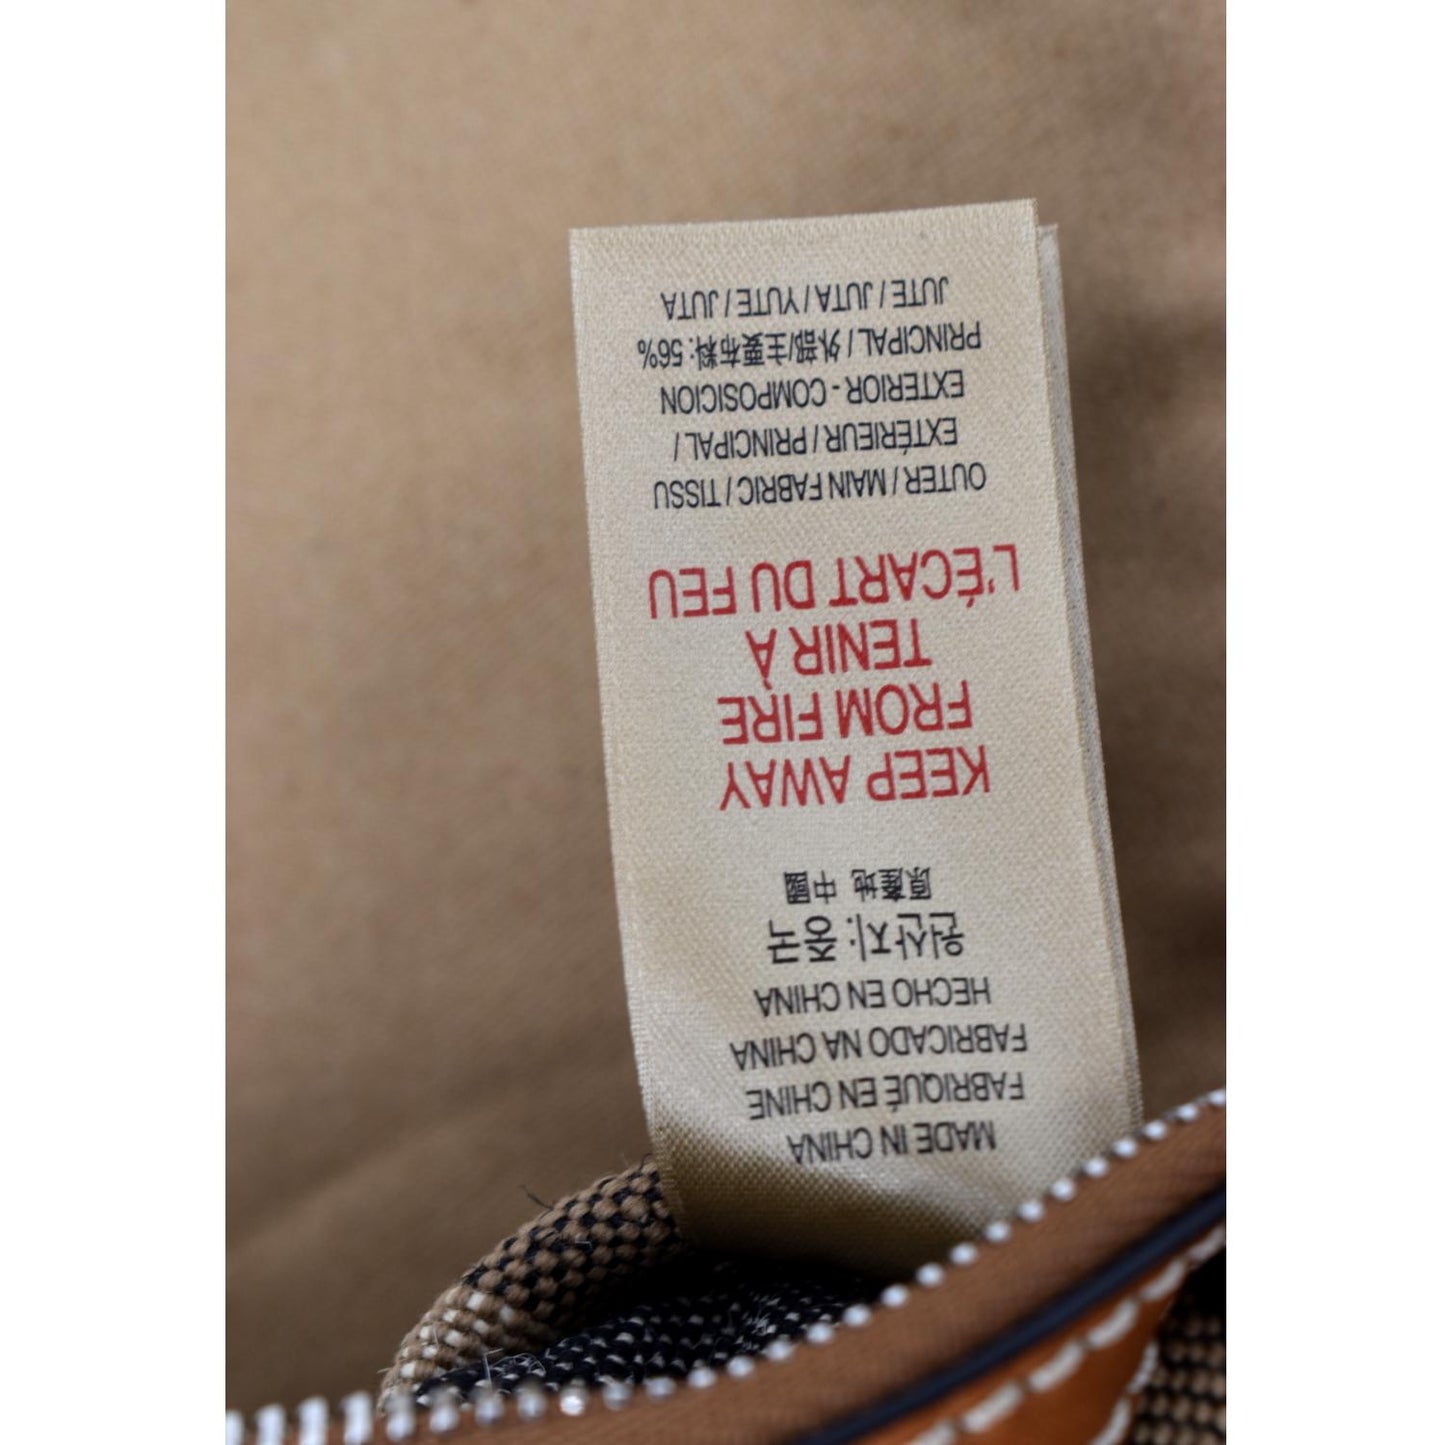 MADE IN CHINA
FABRIQUÉ EN CHINE
FABRICADO NA CHINA
HECHO EN CHINA
원산지: 중국
原產地 中國
KEEP AWAY
FROM FIRE
TENIR À
L'ÉCART DU FEU
OUTER / MAIN FABRIC / TISSU
EXTÉRIEUR / PRINCIPAL /
EXTERIOR - COMPOSICION
PRINCIPAL / 外部/主要布料: 56%
JUTE / JUTA / YUTE / JUTA